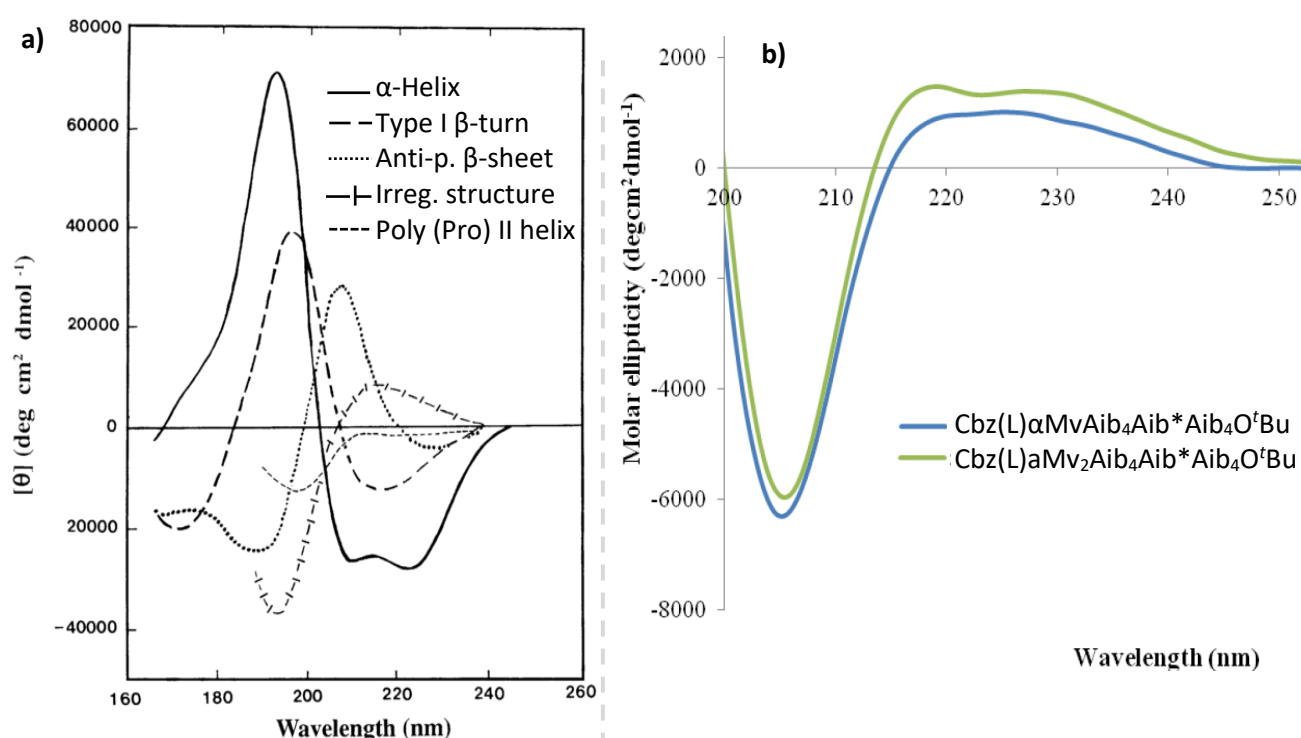 a)
80000
60000
40000
20000
0
20000
−40000
[θ] (deg cm² dmol ⁻¹)
α-Helix
Type I β-turn
Anti-p. β-sheet
Irreg. structure
Poly (Pro) II helix
160 180 200 220 240 260
Wavelength (nm)
b)
2000
0
-2000
-4000
-6000
-8000
Molar ellipticity (degcm²dmol⁻¹)
200 210 220 230 240 250
Cbz(L)αMvAib₄Aib*Aib₄OᵗBu
Cbz(L)aMv₂Aib₄Aib*Aib₄OᵗBu
Wavelength (nm)